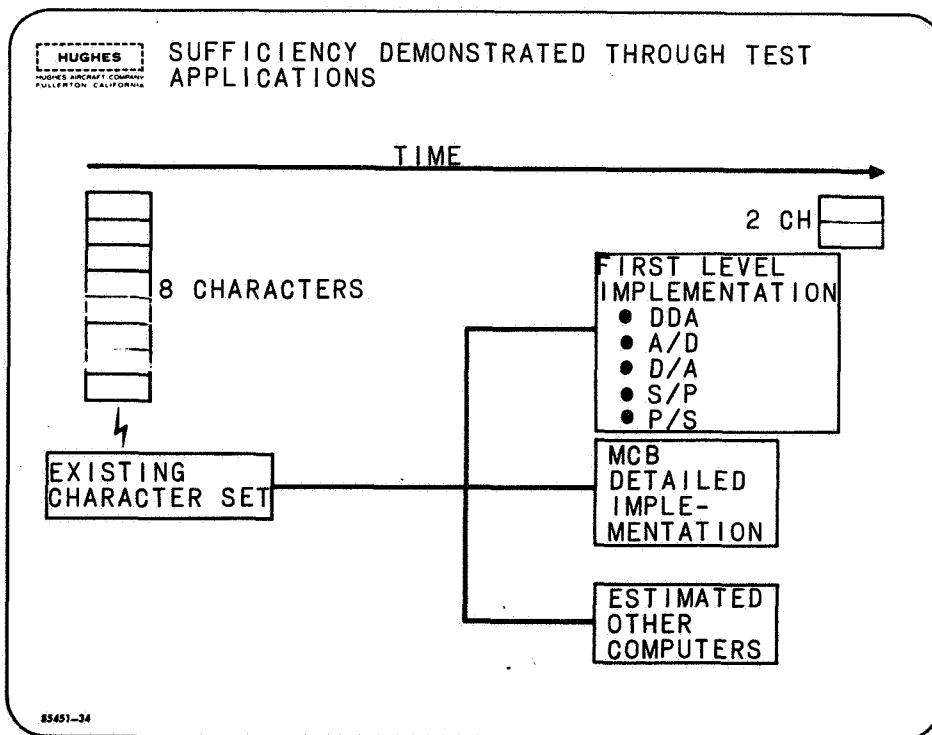 HUGHES
HUGHES AIRCRAFT COMPANY
FULLERTON CALIFORNIA
SUFFICIENCY DEMONSTRATED THROUGH TEST
APPLICATIONS
TIME
2 CH
8 CHARACTERS
FIRST LEVEL
IMPLEMENTATION
● DDA
● A/D
● D/A
● S/P
● P/S
EXISTING
CHARACTER SET
MCB
DETAILED
IMPLE-
MENTATION
ESTIMATED
OTHER
COMPUTERS
85451-34